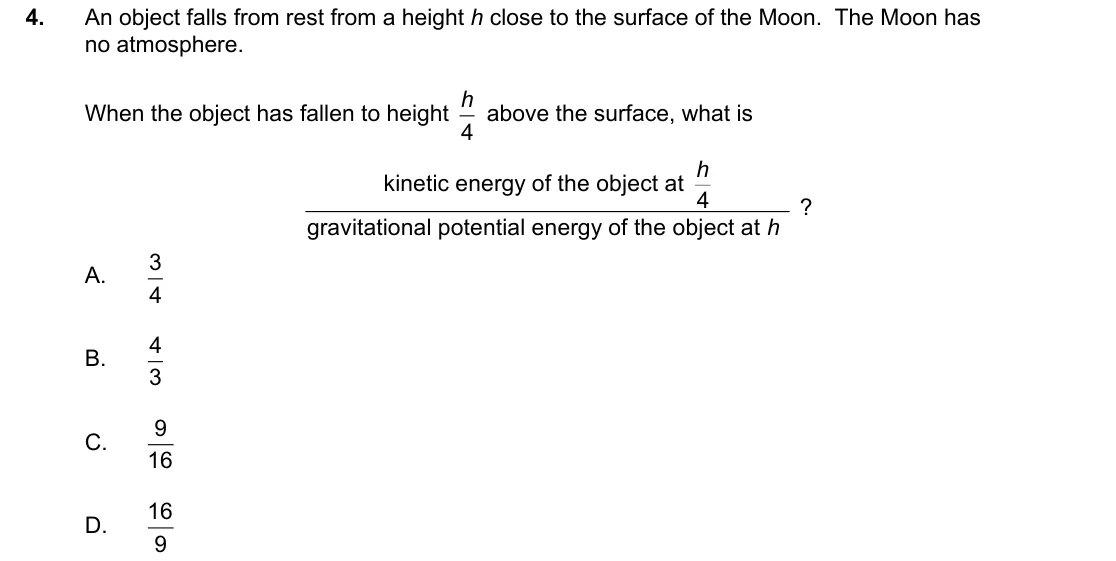 4. An object falls from rest from a height h close to the surface of the Moon. The Moon has
no atmosphere.
When the object has fallen to height h/4 above the surface, what is
kinetic energy of the object at h/4
gravitational potential energy of the object at h
?
A. 3/4
B. 4/3
C. 9/16
D. 16/9